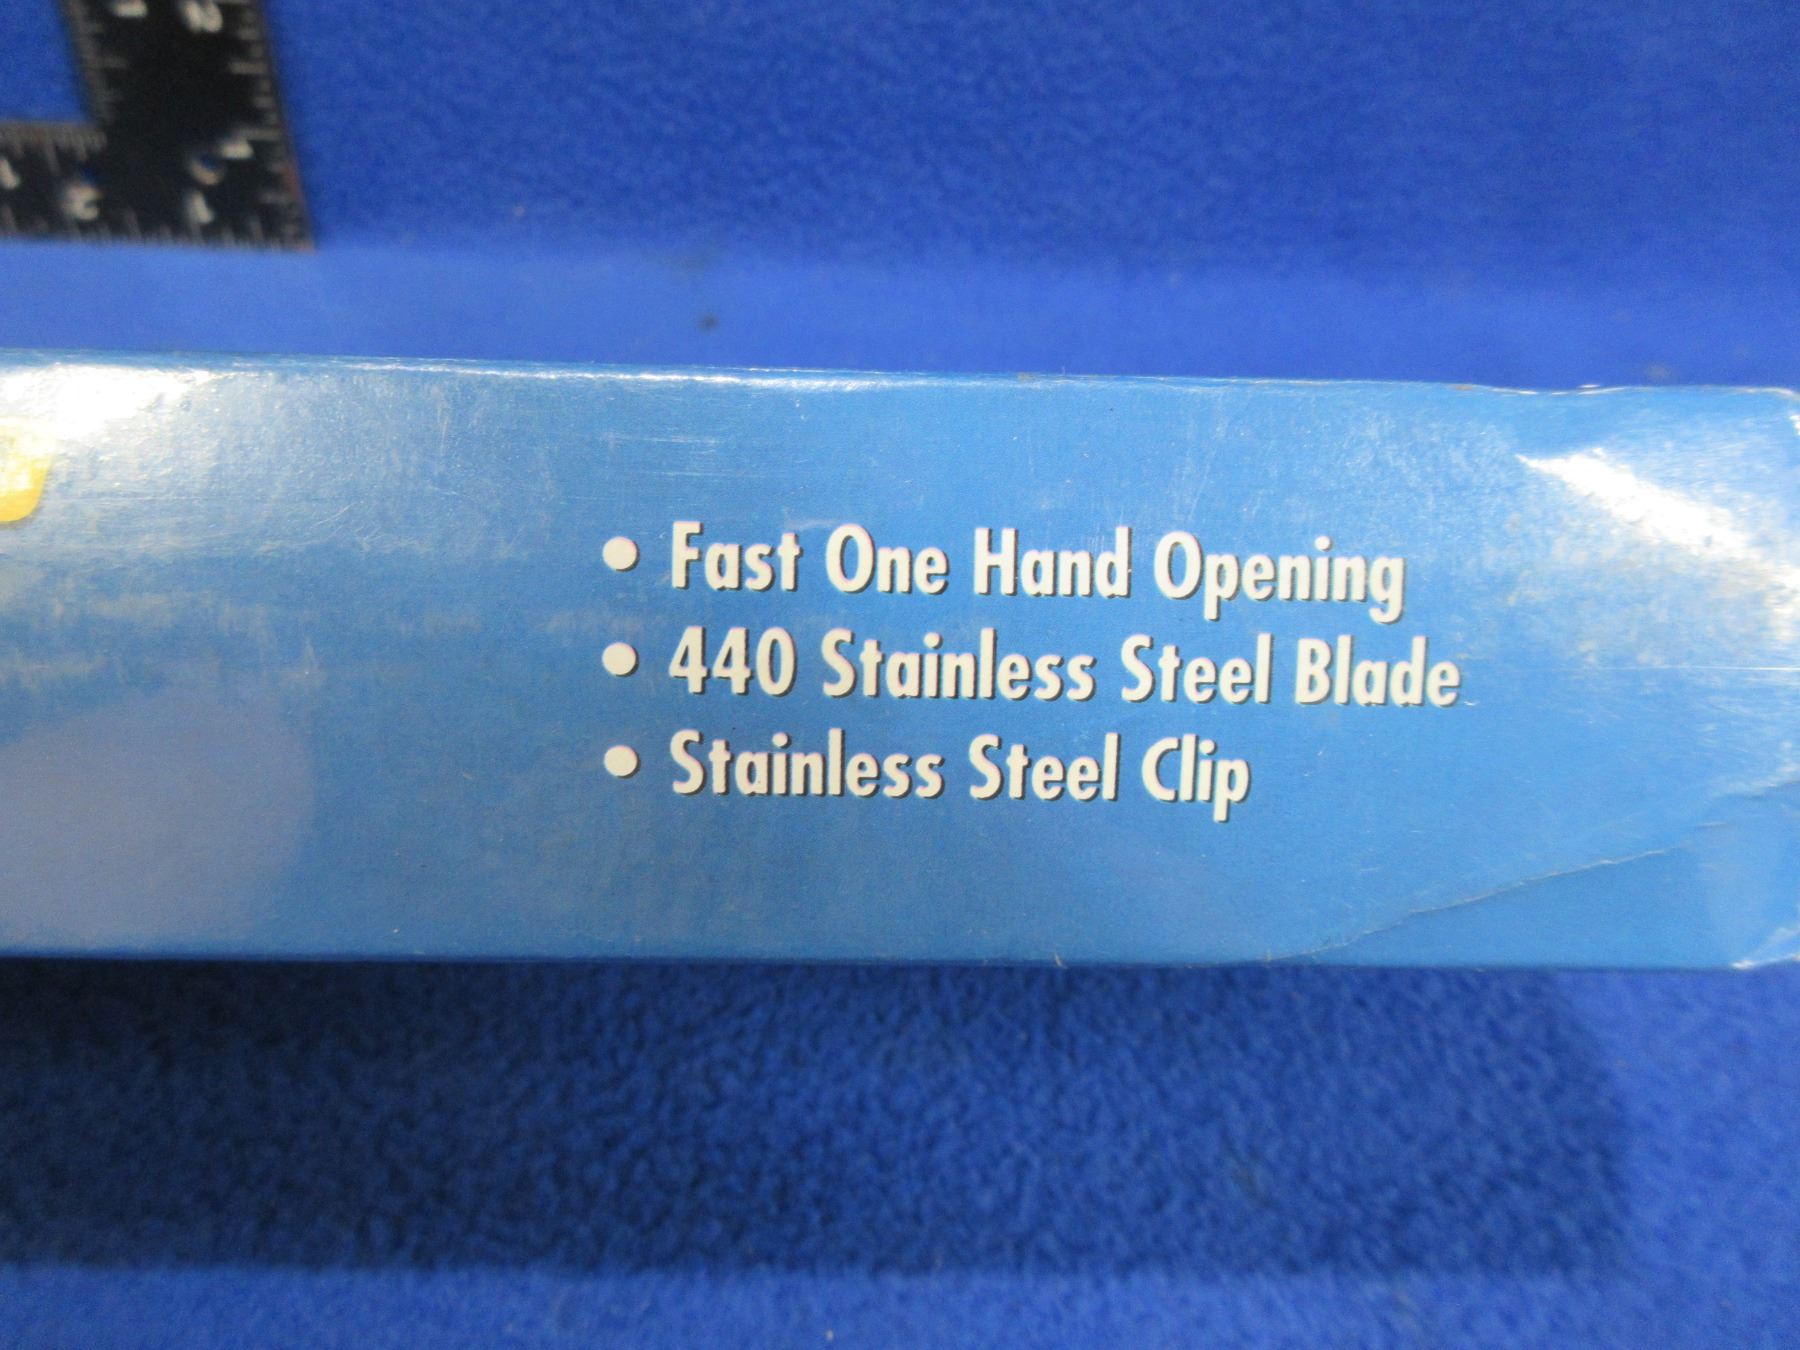 • Fast One Hand Opening
• 440 Stainless Steel Blade
• Stainless Steel Clip